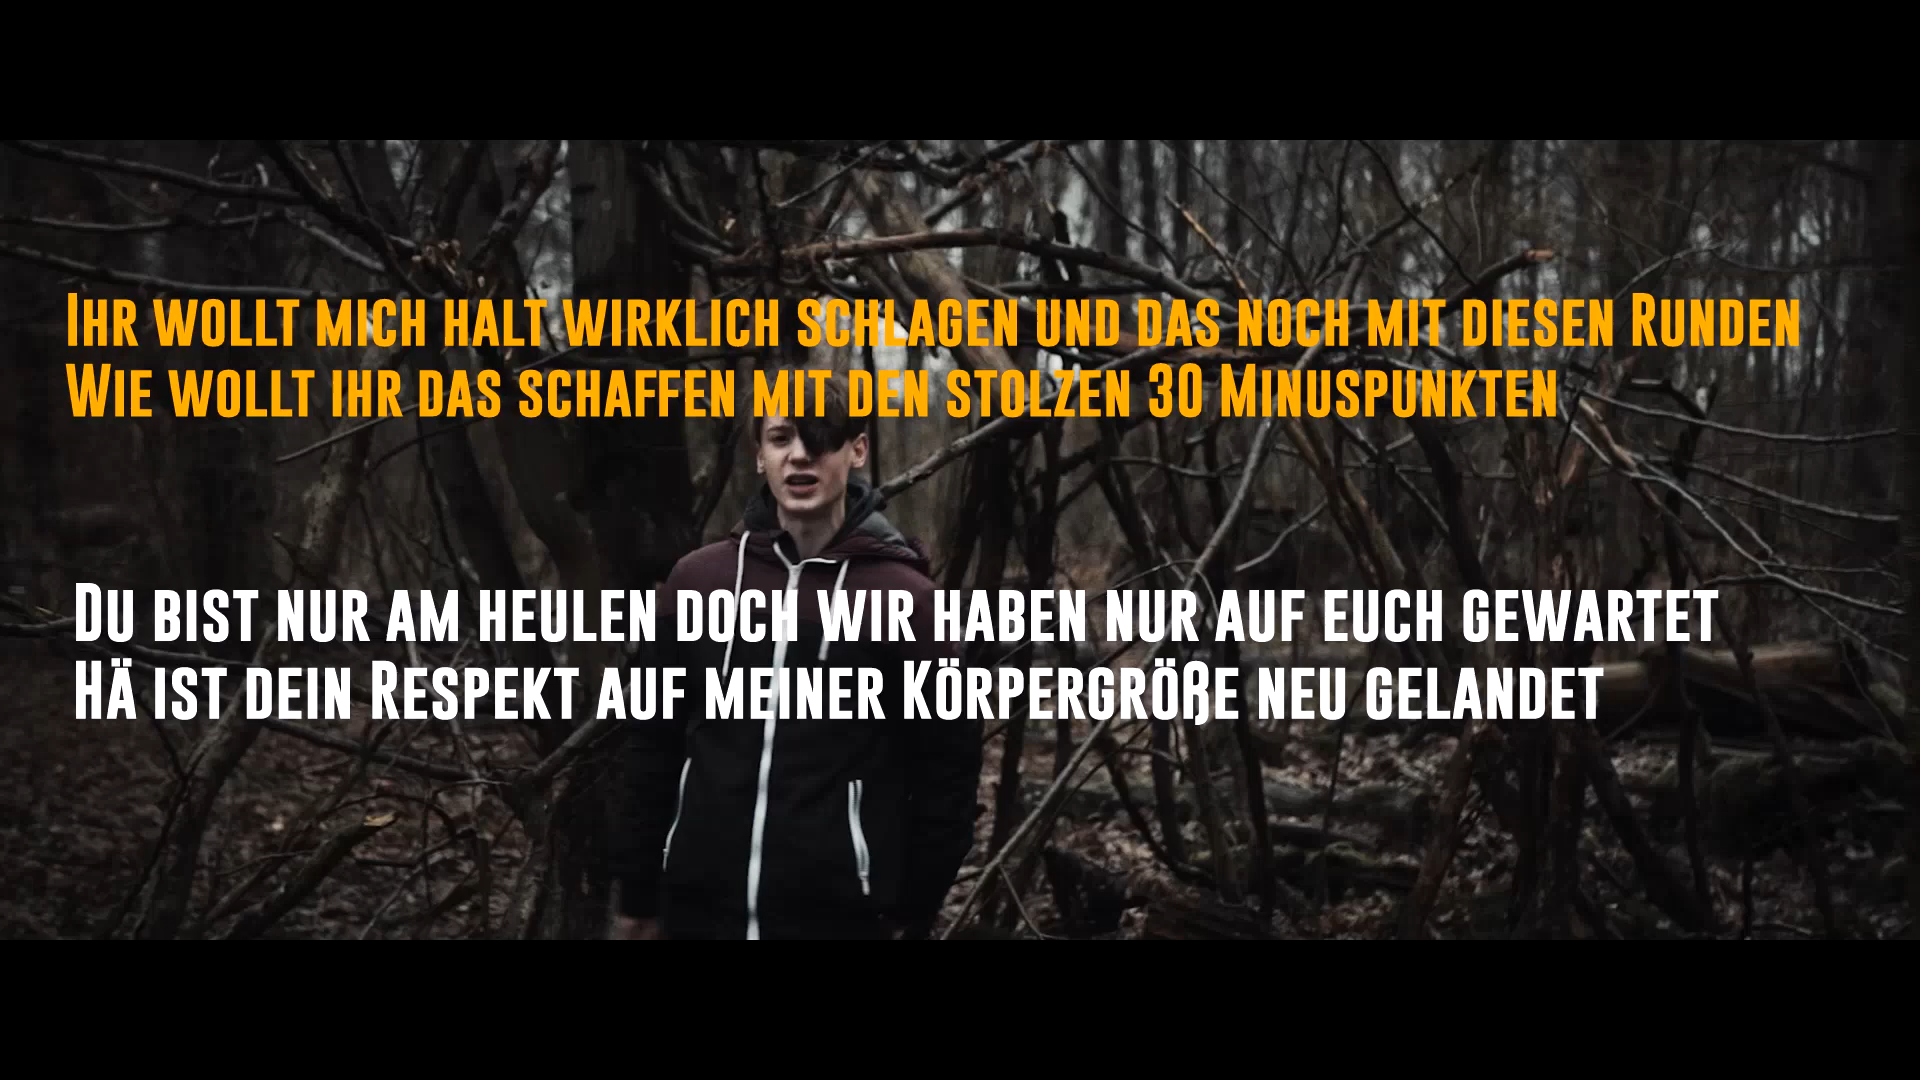 Ihr wollt mich halt wirklich schlagen und das noch mit diesen Runden
Wie wollt ihr das schaffen mit den stolzen 30 Minuspunkten
Du bist nur am heulen doch wir haben nur auf euch gewartet
Hä ist dein Respekt auf meiner Körpergröße neu gelandet